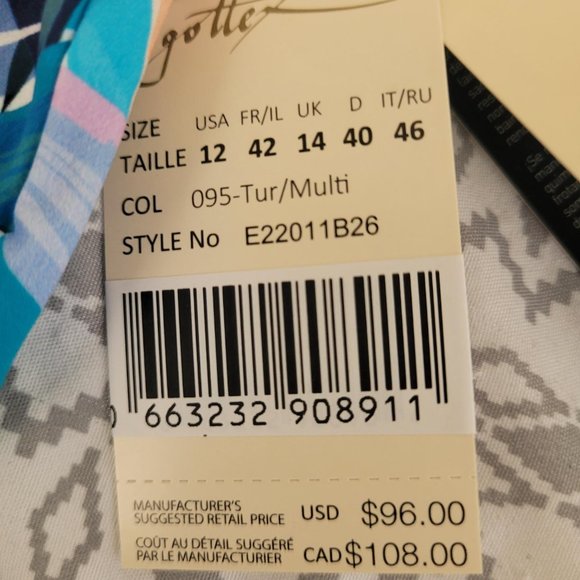 gottex
SIZE USA FR/IL UK D IT/RU
TAILLE 12 42 14 40 46
COL 095-Tur/Multi
STYLE No E22011B26
0 663232 908911
MANUFACTURER'S
SUGGESTED RETAIL PRICE USD $96.00
COÛT AU DÉTAIL SUGGÉRÉ
PAR LE MANUFACTURIER CAD $108.00